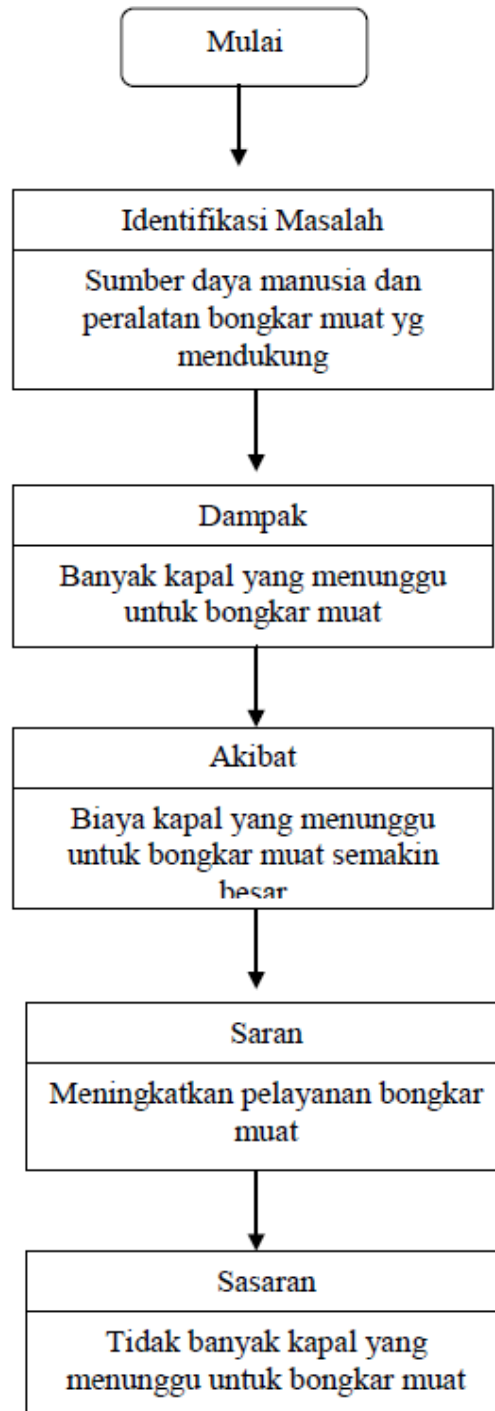 Mulai
Identifikasi Masalah
Sumber daya manusia dan
peralatan bongkar muat yg
mendukung
Dampak
Banyak kapal yang menunggu
untuk bongkar muat
Akibat
Biaya kapal yang menunggu
untuk bongkar muat semakin
besar
Saran
Meningkatkan pelayanan bongkar
muat
Sasaran
Tidak banyak kapal yang
menunggu untuk bongkar muat